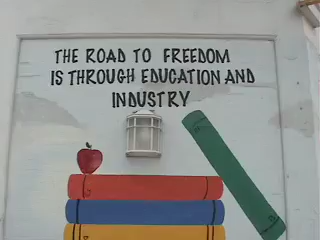 THE ROAD TO FREEDOM
IS THROUGH EDUCATION AND
INDUSTRY